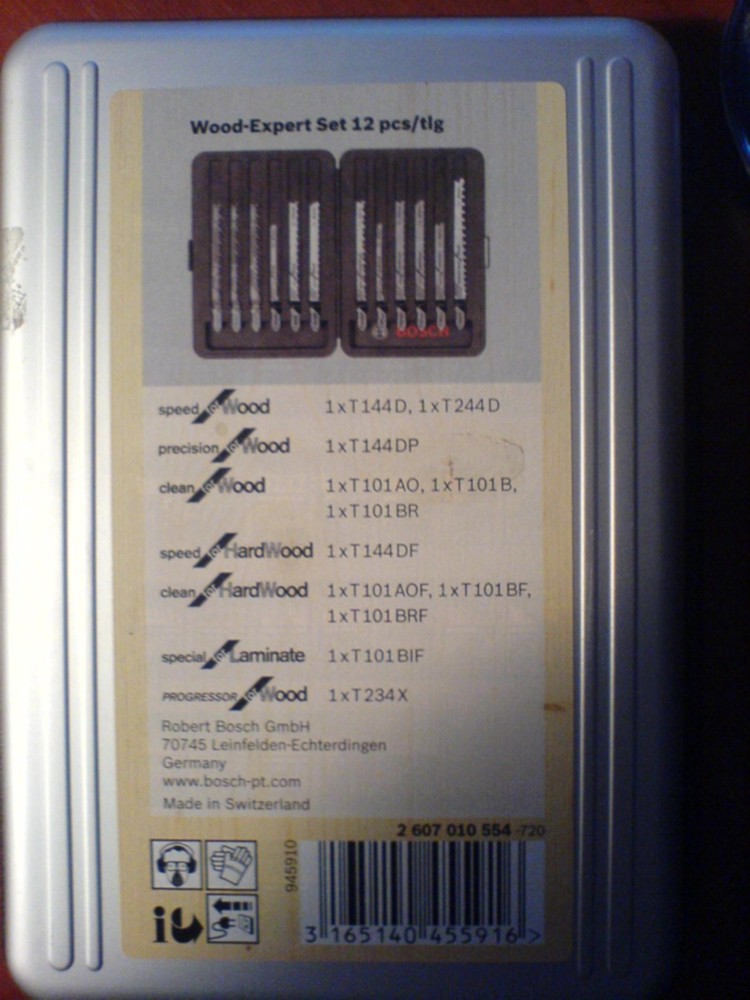 Wood-Expert Set 12 pcs/tlg
BOSCH
speed for Wood 1xT144D, 1xT244D
precision for Wood 1xT144DP
clean for Wood 1xT101AO, 1xT101B,
1xT101BR
speed for HardWood 1xT144DF
clean for HardWood 1xT101AOF, 1xT101BF,
1xT101BRF
special for Laminate 1xT101BIF
PROGRESSOR for Wood 1xT234X
Robert Bosch GmbH
70745 Leinfelden-Echterdingen
Germany
www.bosch-pt.com
Made in Switzerland
2 607 010 554 -720
945910
3 165140 455916 >